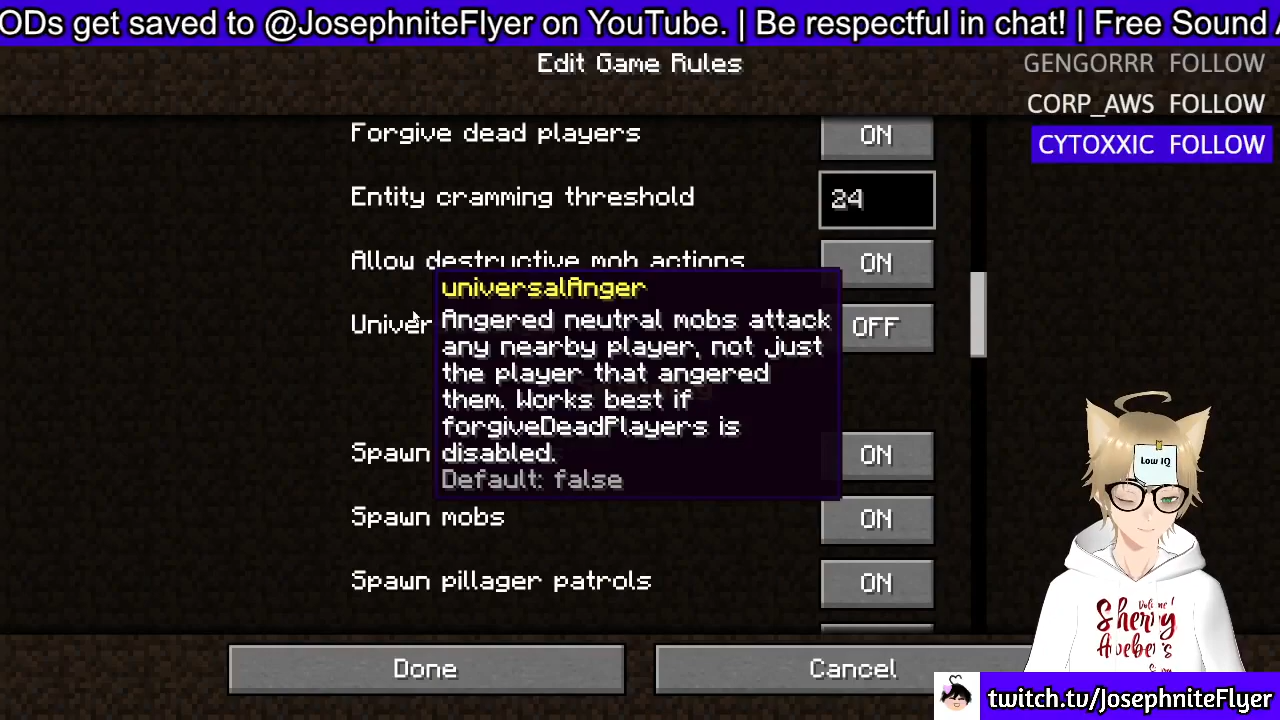 ODs get saved to @JosephniteFlyer on YouTube. | Be respectful in chat! | Free Sound A
Edit Game Rules
GENGORRR FOLLOW
CORP_AWS FOLLOW
CYTOXXIC FOLLOW
Forgive dead players ON
Entity cramming threshold 24
Allow destructive mob actions ON
Univer OFF
universalAnger
Angered neutral mobs attack
any nearby player, not just
the player that angered
them. Works best if
forgiveDeadPlayers is
disabled.
Default: false
Spawn ON
Spawn mobs ON
Spawn pillager patrols ON
Low IQ
Sherry
Done Cancel
twitch.tv/JosephniteFlyer